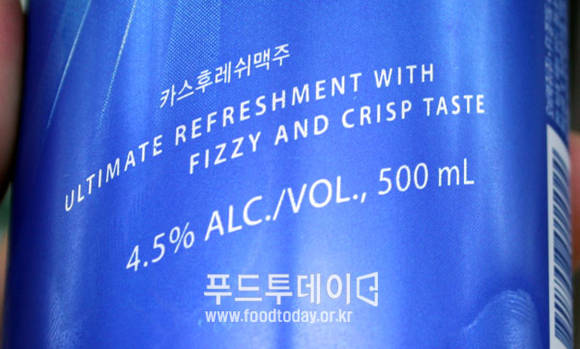 카스후레쉬맥주
ULTIMATE REFRESHMENT WITH
FIZZY AND CRISP TASTE
4.5% ALC./VOL., 500 mL
푸드투데이
www.foodtoday.or.kr